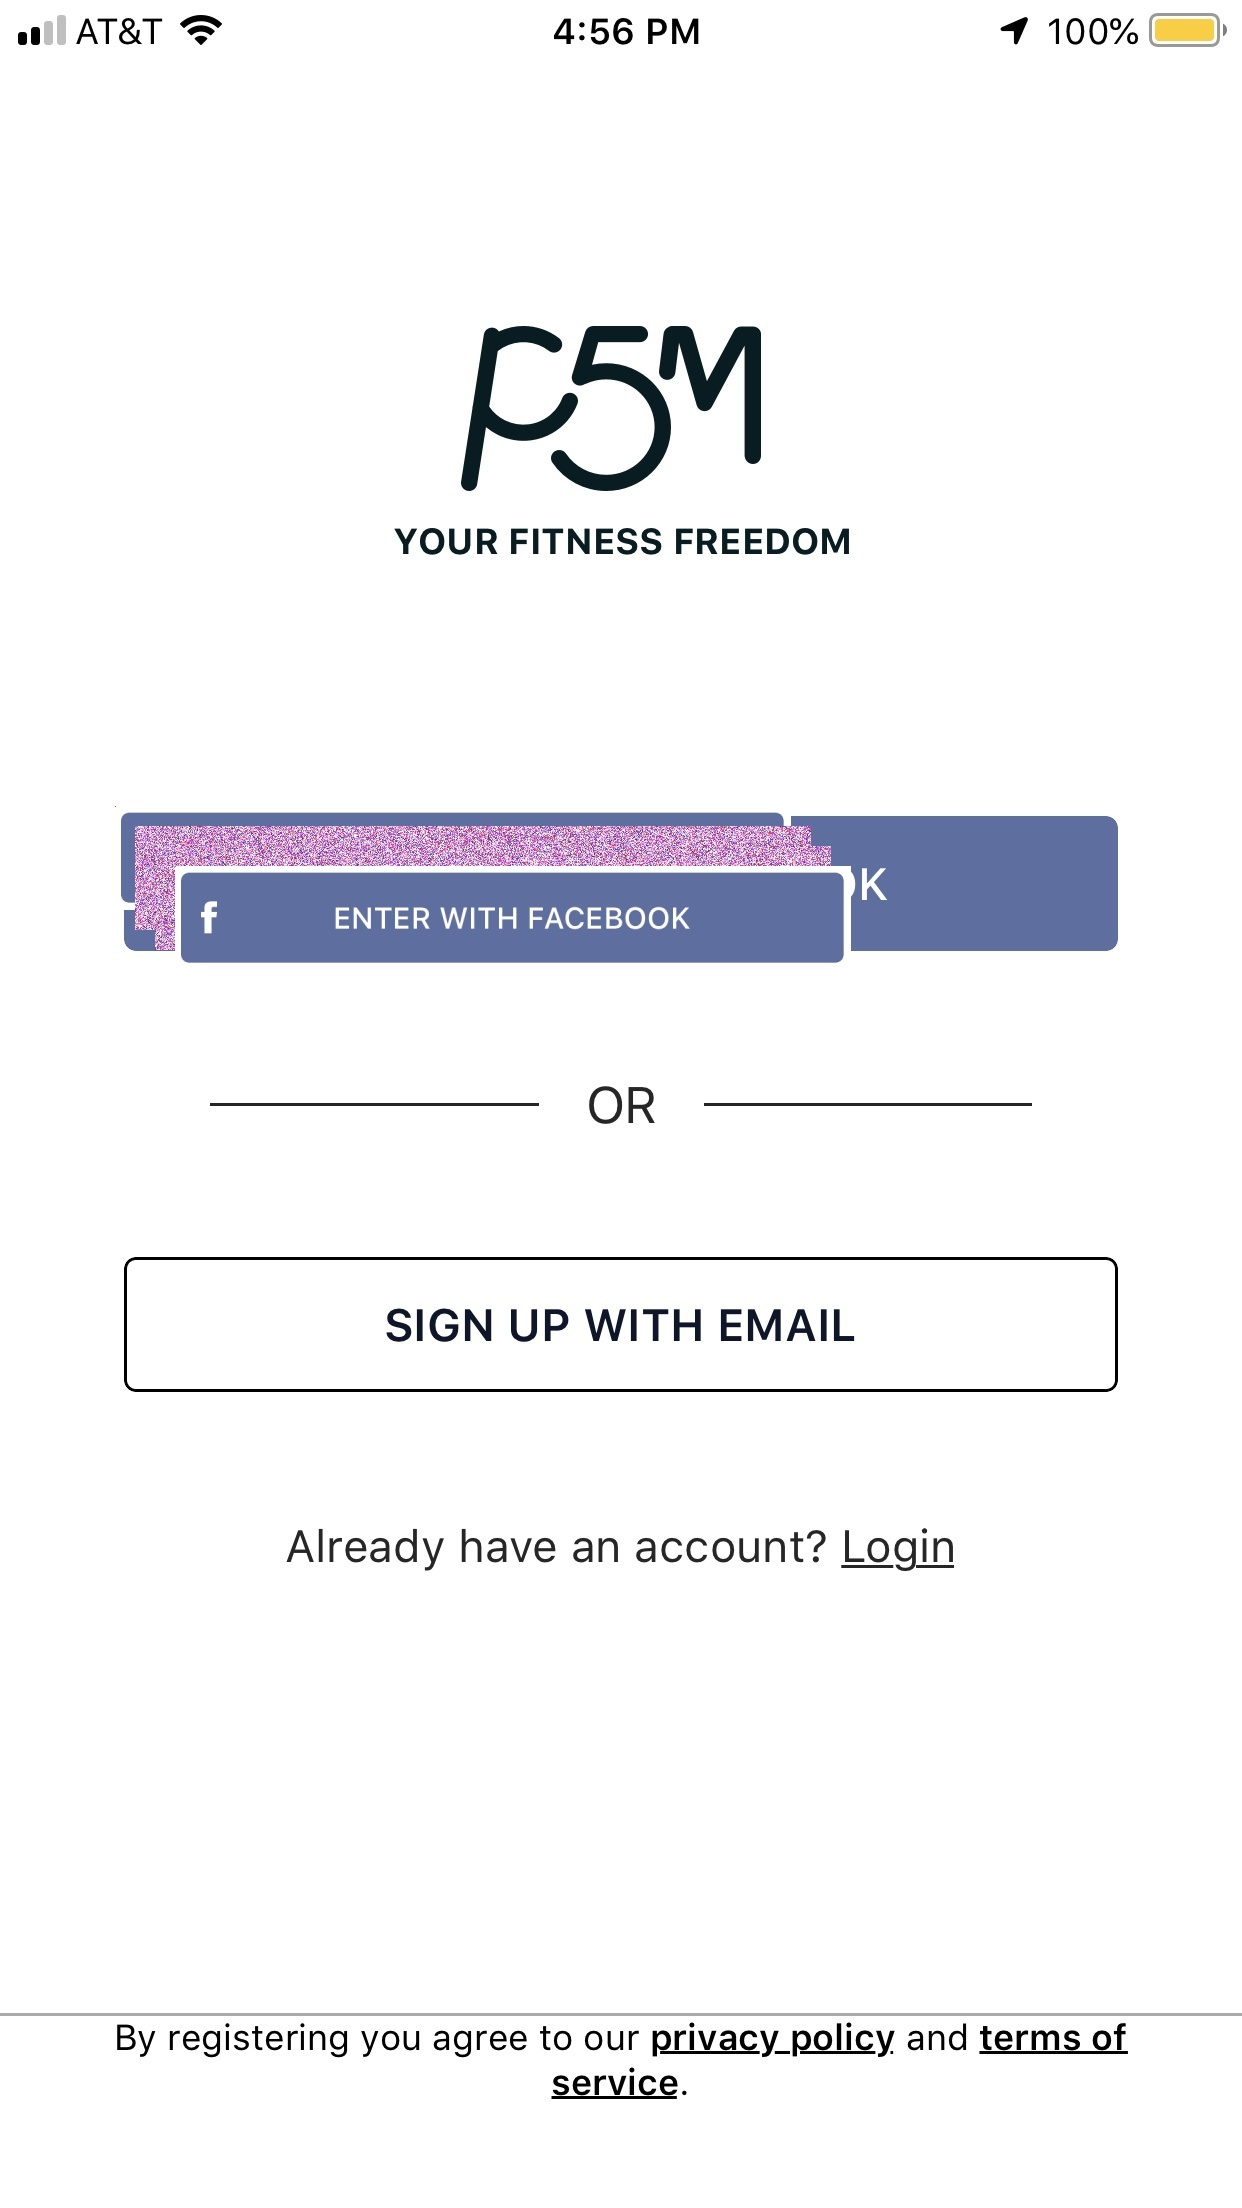 AT&T 4:56 PM 100%
P5M
YOUR FITNESS FREEDOM
ENTER WITH FACEBOOK
OR
SIGN UP WITH EMAIL
Already have an account? Login
By registering you agree to our privacy policy and terms of
service.